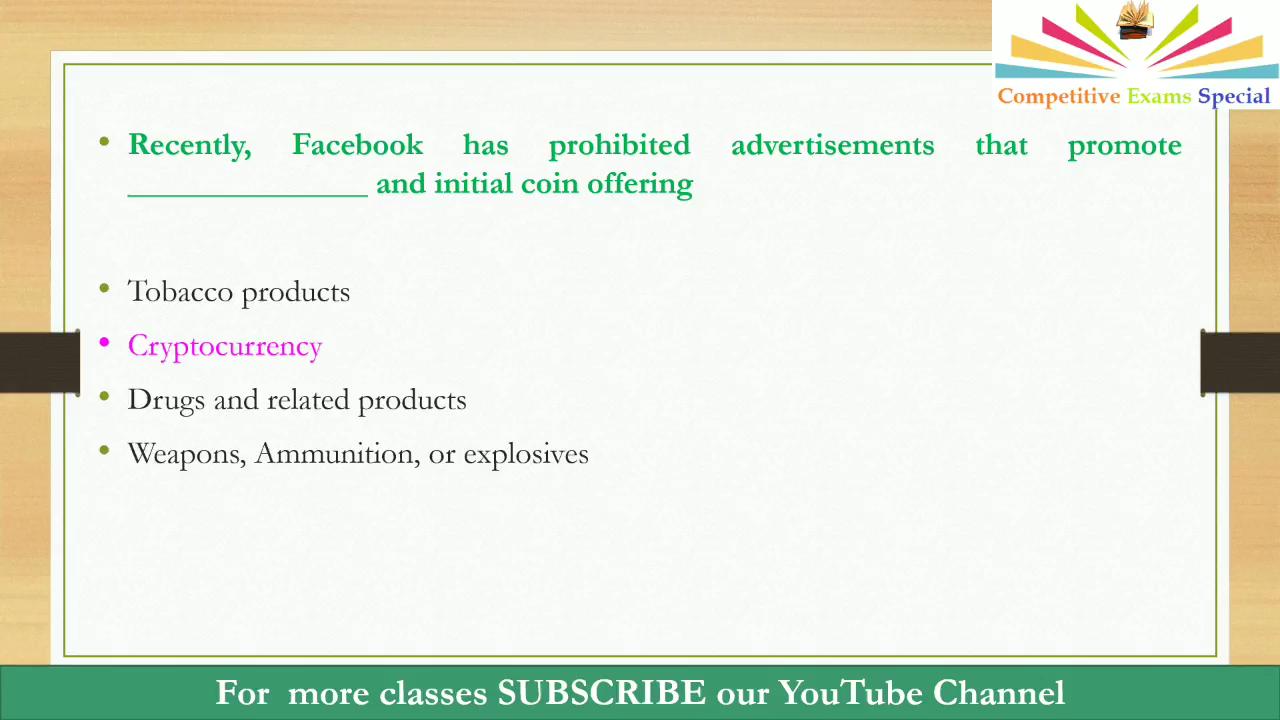 Competitive Exams Special
• Recently, Facebook has prohibited advertisements that promote
________________ and initial coin offering
• Tobacco products
• Cryptocurrency
• Drugs and related products
• Weapons, Ammunition, or explosives
For more classes SUBSCRIBE our YouTube Channel